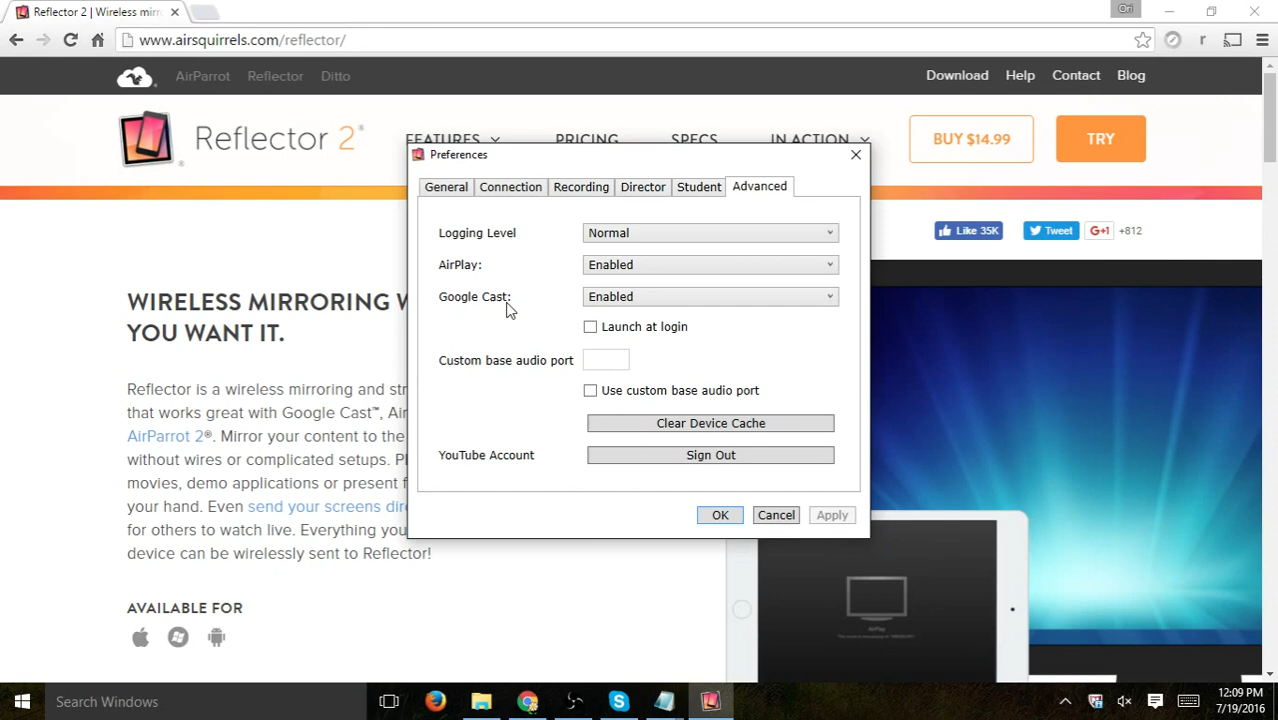 Reflector 2 | Wireless mirr
Ori
www.airsquirrels.com/reflector/
AirParrot Reflector Ditto
Download Help Contact Blog
Reflector 2®
FEATURES PRICING SPECS IN ACTION
BUY $14.99 TRY
Preferences
General Connection Recording Director Student Advanced
Like 35K Tweet G+1 +812
Logging Level Normal
AirPlay: Enabled
Google Cast: Enabled
Launch at login
Custom base audio port
Use custom base audio port
Clear Device Cache
YouTube Account Sign Out
OK Cancel Apply
WIRELESS MIRRORING W
YOU WANT IT.
Reflector is a wireless mirroring and str
that works great with Google Cast™, Ai
AirParrot 2®. Mirror your content to the
without wires or complicated setups. Pl
movies, demo applications or present f
your hand. Even send your screens dir
for others to watch live. Everything you
device can be wirelessly sent to Reflector!
AVAILABLE FOR
AirPlay
Search Windows
12:09 PM
7/19/2016